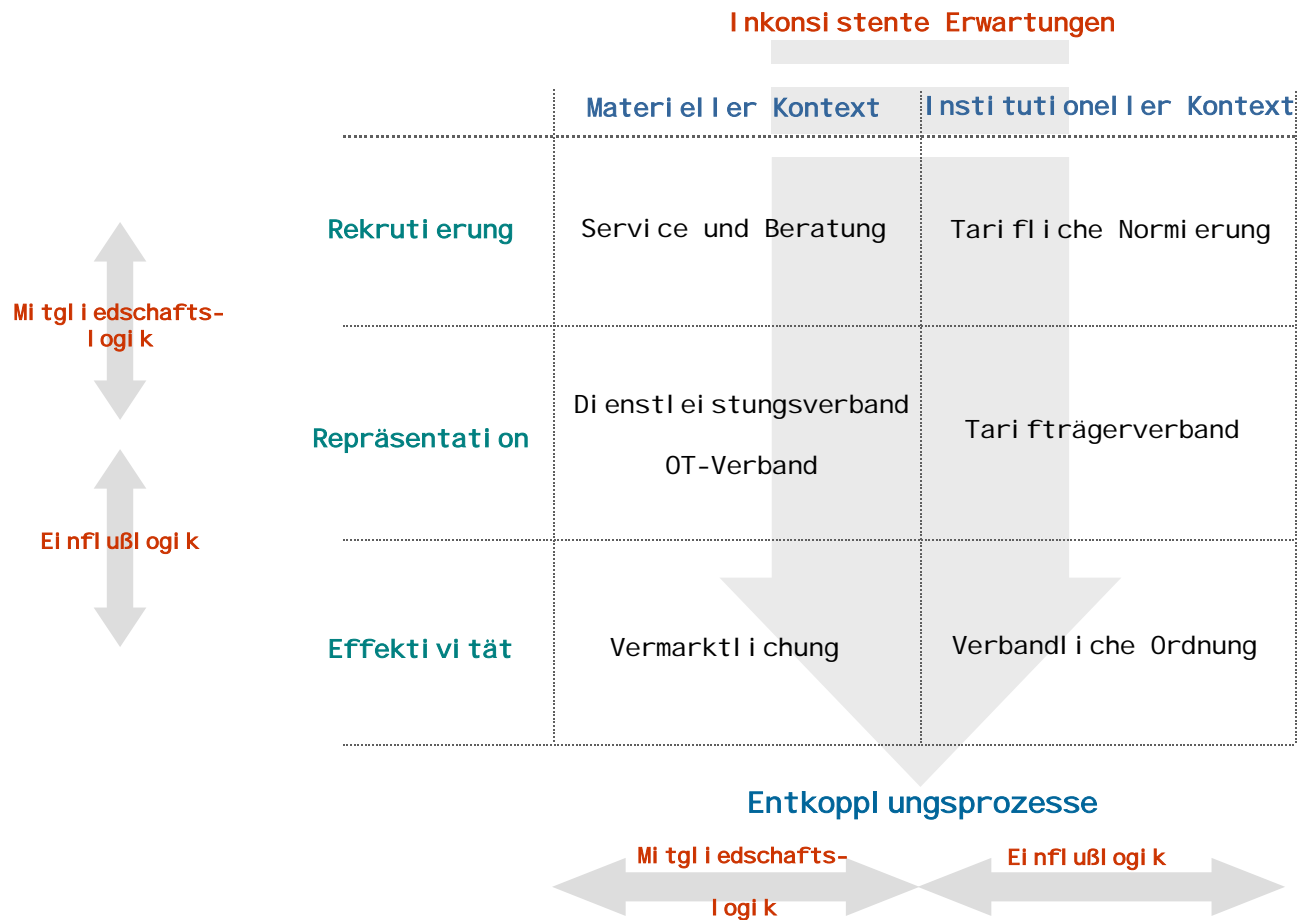 Inkonsistente Erwartungen
Materieller Kontext
Institutioneller Kontext
Rekrutierung
Service und Beratung
Tarifliche Normierung
Mitgliedschafts-
logik
Dienstleistungsverband
Repräsentation
Tarifträgerverband
OT-Verband
Einflußlogik
Effektivität
Vermarktlichung
Verbandliche Ordnung
Entkopplungsprozesse
Mitgliedschafts-
logik
Einflußlogik